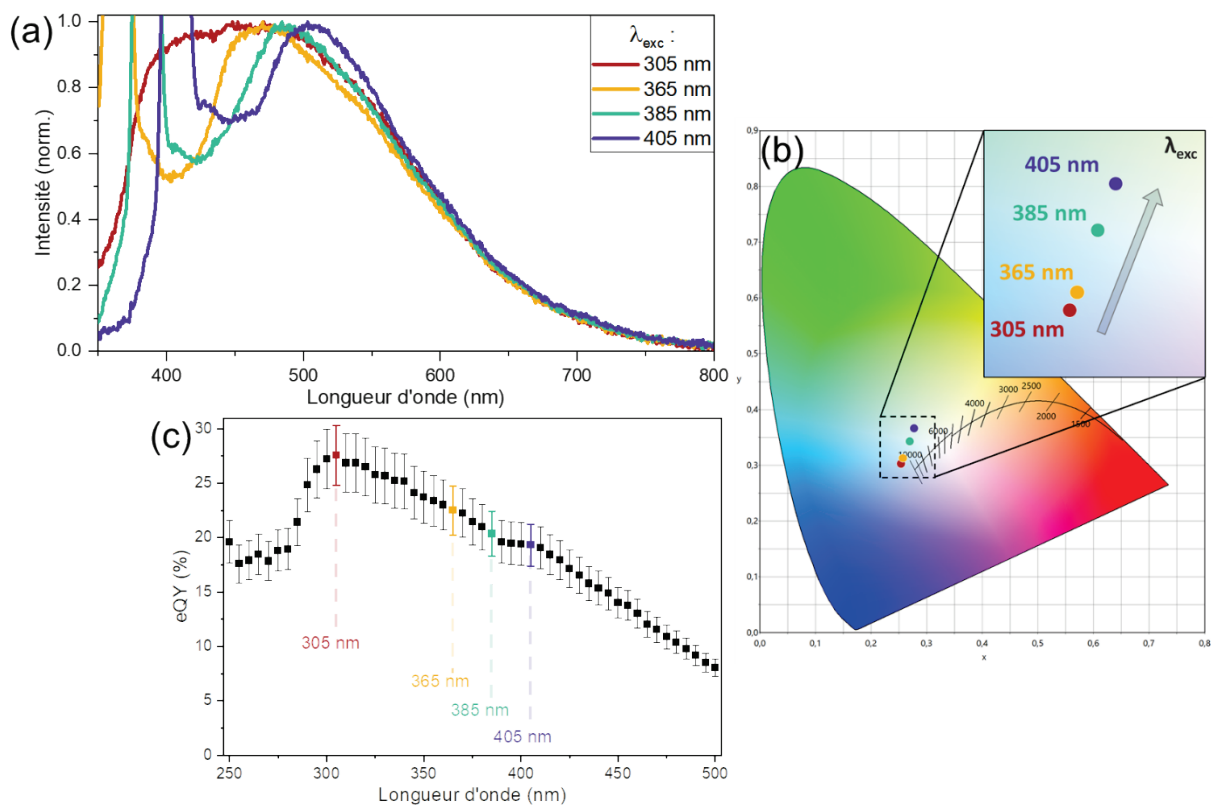 (a)
Intensité (norm.)
1.0
0.8
0.6
0.4
0.2
0.0
400
500
600
700
800
Longueur d'onde (nm)
λexc :
305 nm
365 nm
385 nm
405 nm
(b)
0,9
0,8
0,7
0,6
0,5
0,4
0,3
0,2
0,1
0,0
y
0,0
0,1
0,2
0,3
0,4
0,5
0,6
0,7
0,8
x
10000
6000
4000
3000
2500
2000
1500
λexc
405 nm
385 nm
365 nm
305 nm
(c)
eQY (%)
30
25
20
15
10
5
0
250
300
350
400
450
500
Longueur d'onde (nm)
305 nm
365 nm
385 nm
405 nm